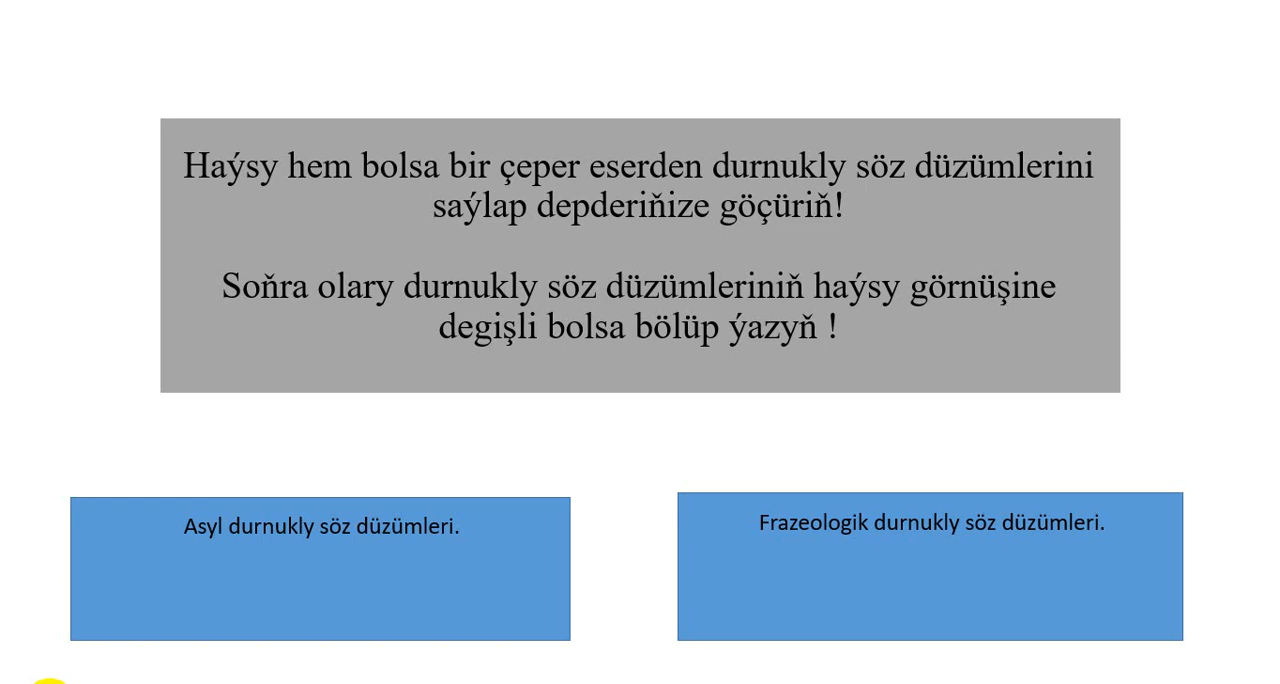 Haýsy hem bolsa bir çeper eserden durnukly söz düzümlerini
saýlap depderiňize göçüriň!
Soňra olary durnukly söz düzümleriniň haýsy görnüşine
degişli bolsa bölüp ýazyň !
Asyl durnukly söz düzümleri.
Frazeologik durnukly söz düzümleri.